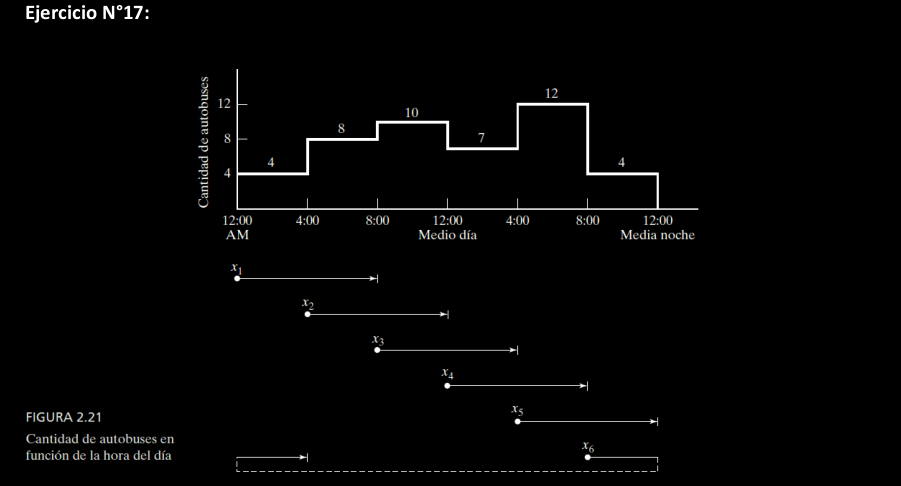 Ejercicio N°17:
Cantidad de autobuses
12
8
4
4
8
10
7
12
4
12:00 4:00 8:00 12:00 4:00 8:00 12:00
AM Medio día Media noche
x1
x2
x3
x4
x5
x6
FIGURA 2.21
Cantidad de autobuses en
función de la hora del día